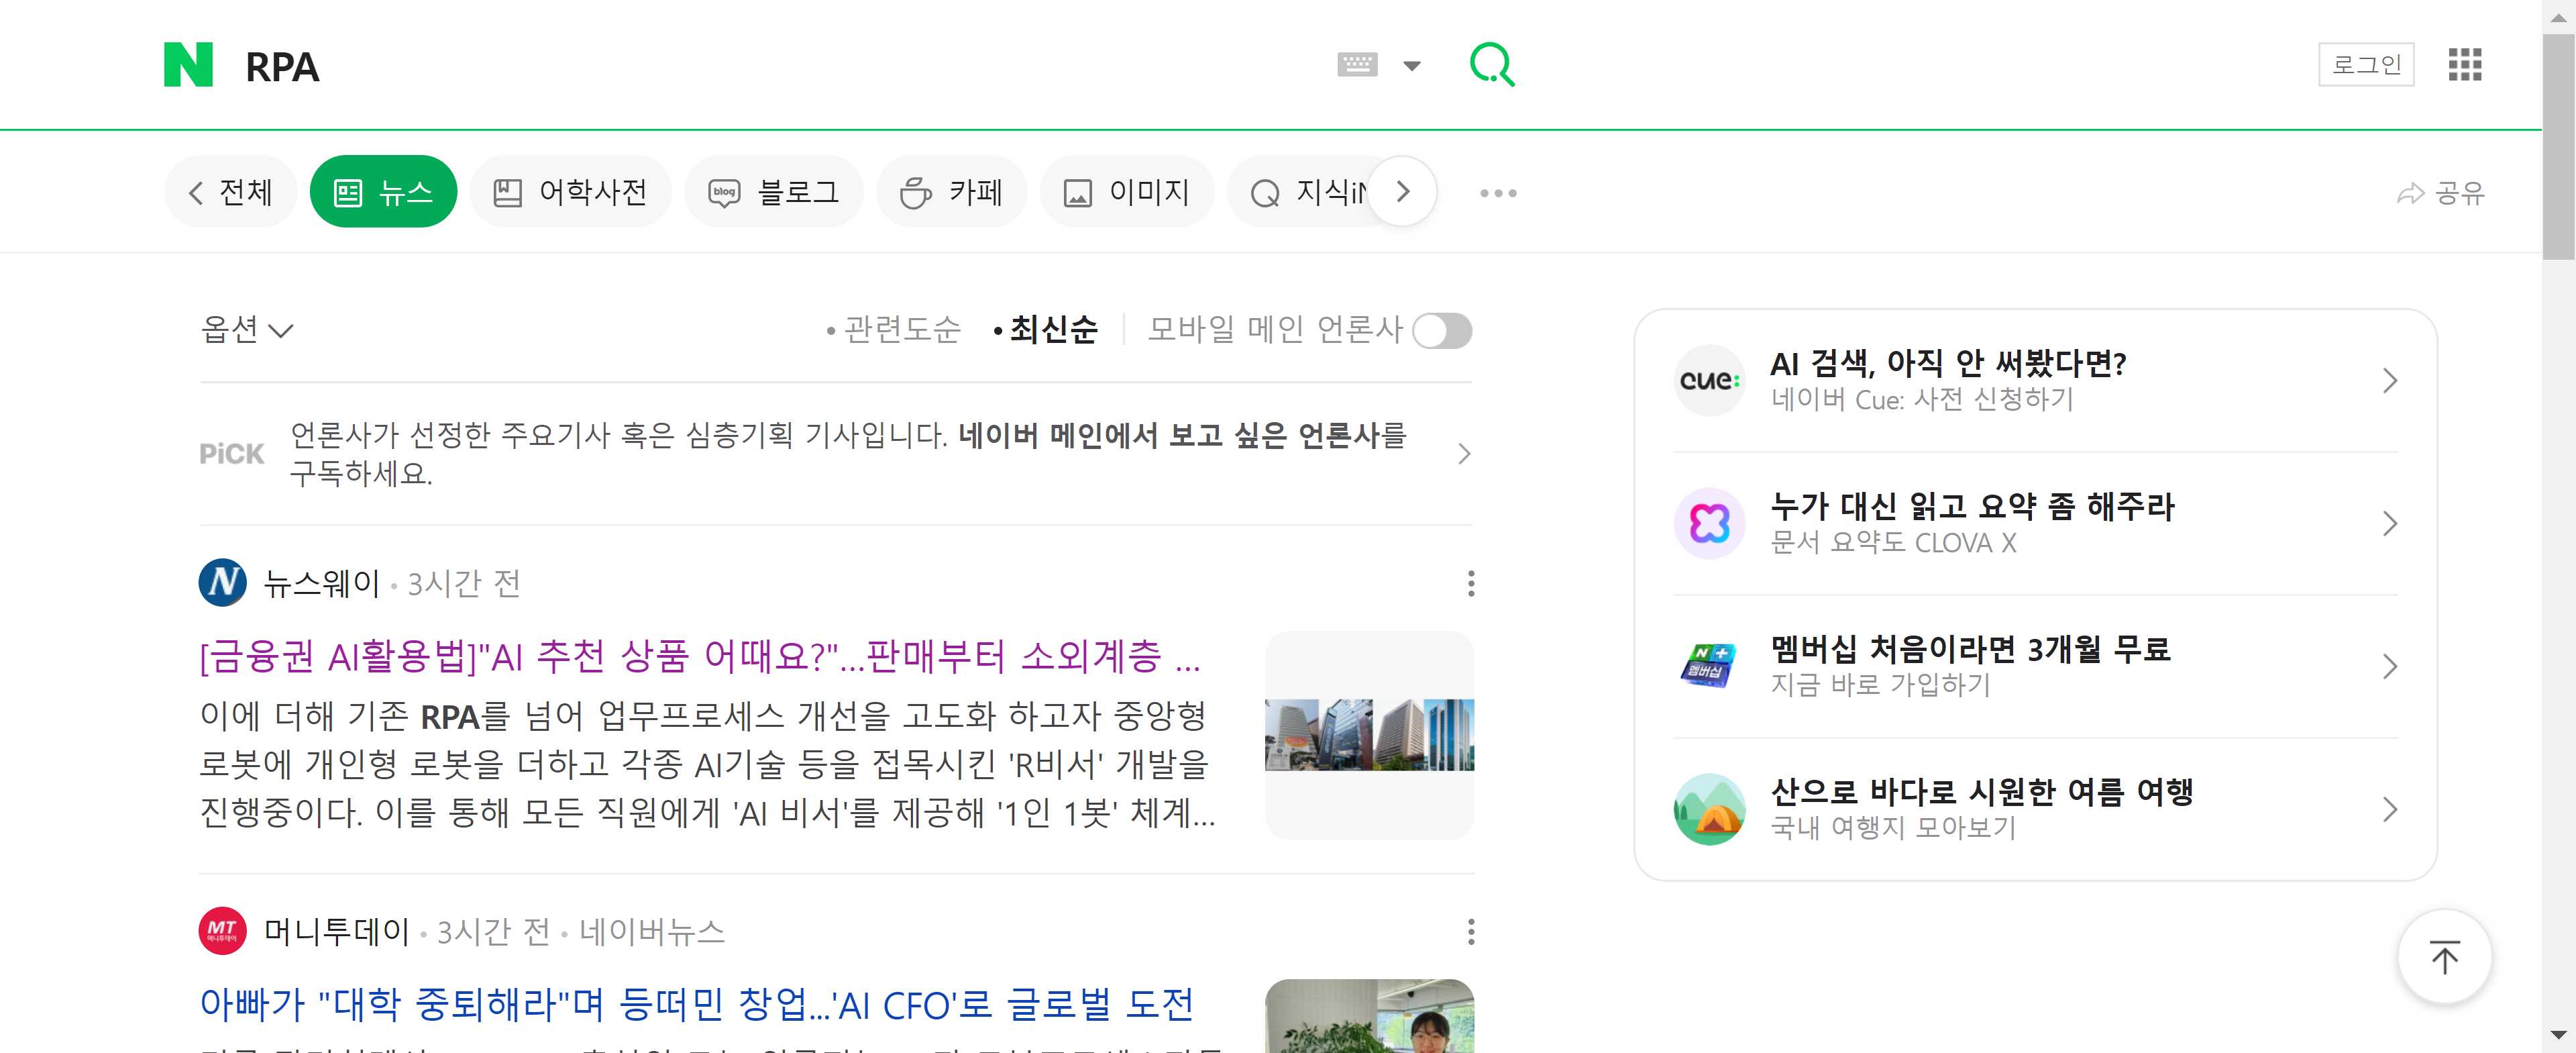 N RPA
로그인
전체 뉴스 어학사전 blog 블로그 카페 이미지 지식iN
공유
옵션
• 관련도순 • 최신순 모바일 메인 언론사
PiCK 언론사가 선정한 주요기사 혹은 심층기획 기사입니다. 네이버 메인에서 보고 싶은 언론사를
구독하세요.
N 뉴스웨이 • 3시간 전
[금융권 AI활용법]"AI 추천 상품 어때요?"...판매부터 소외계층 ...
이에 더해 기존 RPA를 넘어 업무프로세스 개선을 고도화 하고자 중앙형
로봇에 개인형 로봇을 더하고 각종 AI기술 등을 접목시킨 'R비서' 개발을
진행중이다. 이를 통해 모든 직원에게 'AI 비서'를 제공해 '1인 1봇' 체계...
MT 머니투데이
머니투데이 • 3시간 전 • 네이버뉴스
아빠가 "대학 중퇴해라"며 등떠민 창업...'AI CFO'로 글로벌 도전
cue: AI 검색, 아직 안 써봤다면?
네이버 Cue: 사전 신청하기
누가 대신 읽고 요약 좀 해주라
문서 요약도 CLOVA X
N+ 멤버십
멤버십 처음이라면 3개월 무료
지금 바로 가입하기
산으로 바다로 시원한 여름 여행
국내 여행지 모아보기